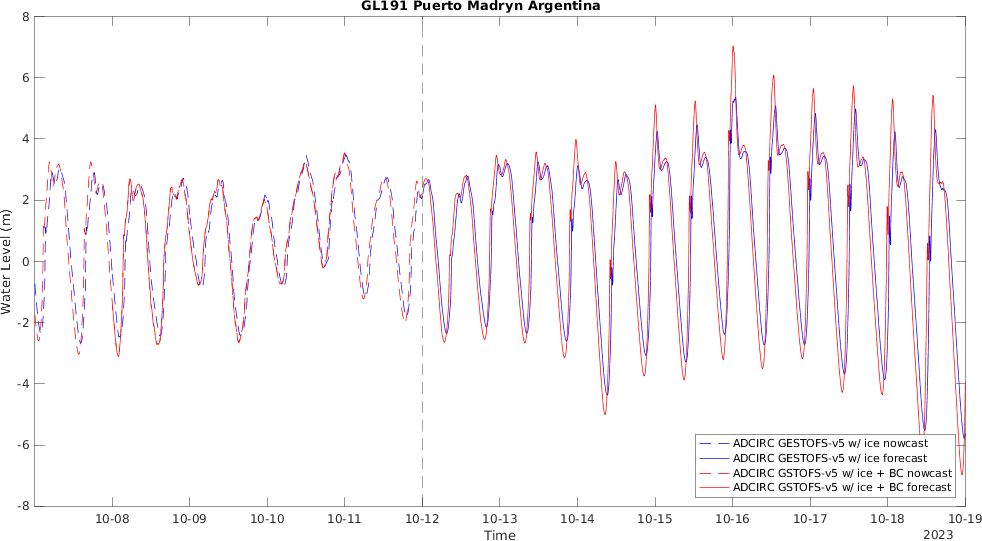 GL191 Puerto Madryn Argentina
8
6
4
2
0
-2
-4
-6
-8
Water Level (m)
10-08 10-09 10-10 10-11 10-12 10-13 10-14 10-15 10-16 10-17 10-18 10-19
Time
2023
ADCIRC GESTOFS-v5 w/ ice nowcast
ADCIRC GESTOFS-v5 w/ ice forecast
ADCIRC GSTOFS-v5 w/ ice + BC nowcast
ADCIRC GSTOFS-v5 w/ ice + BC forecast